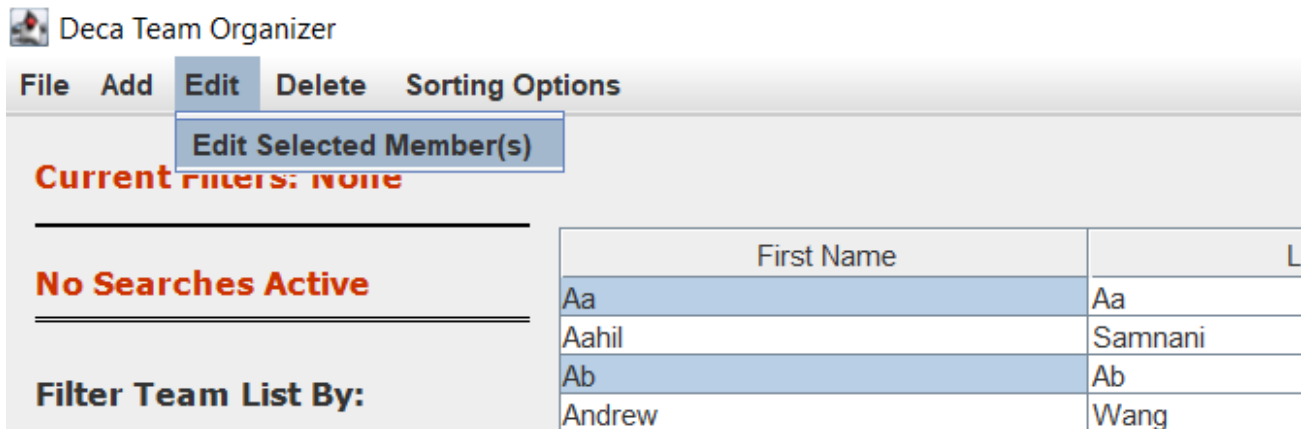 Deca Team Organizer
File Add Edit Delete Sorting Options
Edit Selected Member(s)
Current Filters: None
No Searches Active
Filter Team List By:
First Name L
Aa Aa
Aahil Samnani
Ab Ab
Andrew Wang